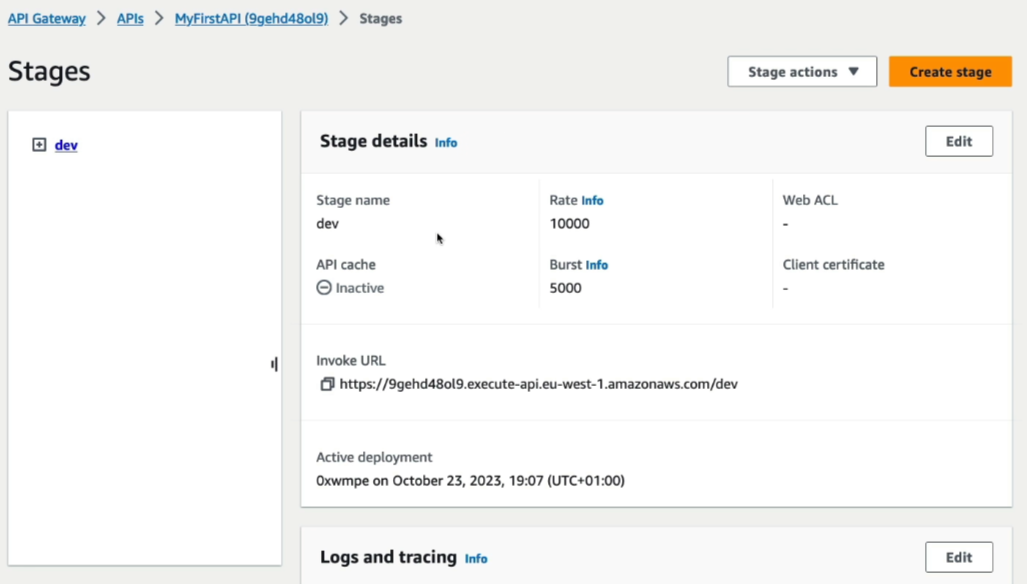 API Gateway > APIs > MyFirstAPI (9gehd48ol9) > Stages
Stages
Stage actions ▼
Create stage
dev
Stage details Info
Edit
Stage name
dev
Rate Info
10000
Web ACL
-
API cache
Inactive
Burst Info
5000
Client certificate
-
Invoke URL
https://9gehd48ol9.execute-api.eu-west-1.amazonaws.com/dev
Active deployment
0xwmpe on October 23, 2023, 19:07 (UTC+01:00)
Logs and tracing Info
Edit